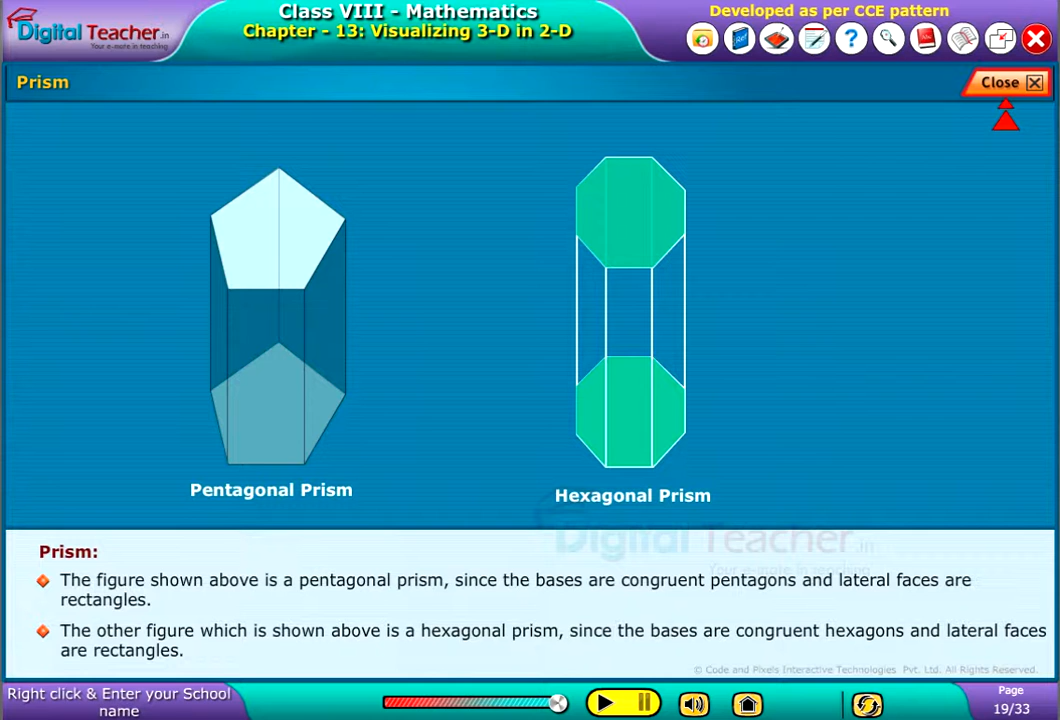 Class VIII - Mathematics
Chapter - 13: Visualizing 3-D in 2-D
Developed as per CCE pattern
Digital Teacher.in
Your e-mate in teaching
Prism
Close
Pentagonal Prism
Hexagonal Prism
Digital Teacher.in
Prism:
The figure shown above is a pentagonal prism, since the bases are congruent pentagons and lateral faces are
rectangles.
The other figure which is shown above is a hexagonal prism, since the bases are congruent hexagons and lateral faces
are rectangles.
© Code and Pixels Interactive Technologies Pvt. Ltd. All Rights Reserved.
Right click & Enter your School
name
Page
19/33